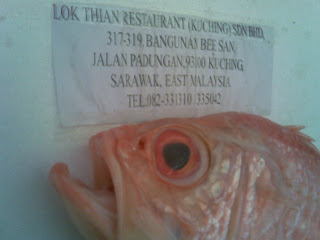 LOK THIAN RESTAURANT (KUCHING) SDN BHD,
317-319, BANGUNAN BEE SAN,
JALAN PADUNGAN, 93100 KUCHING,
SARAWAK, EAST MALAYSIA.
TEL:082-331310, 335042